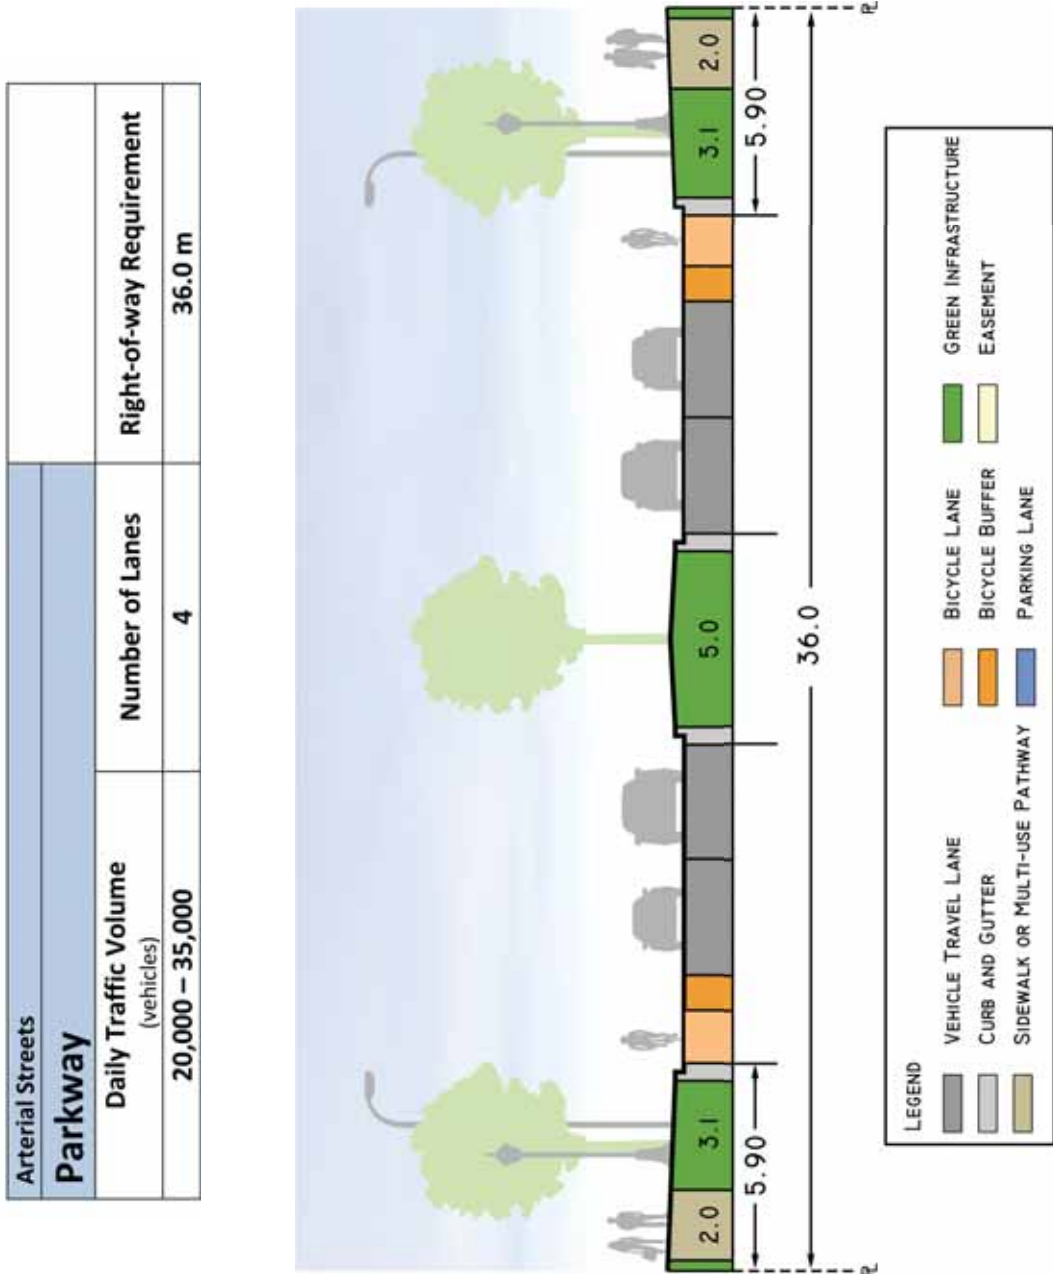 Arterial Streets
Parkway
Daily Traffic Volume
(vehicles)
Number of Lanes
Right-of-way Requirement
20,000 – 35,000
4
36.0 m
2.0
3.1
5.0
3.1
2.0
5.90
5.90
36.0
PL
PL
LEGEND
VEHICLE TRAVEL LANE
CURB AND GUTTER
SIDEWALK OR MULTI-USE PATHWAY
BICYCLE LANE
BICYCLE BUFFER
PARKING LANE
GREEN INFRASTRUCTURE
EASEMENT